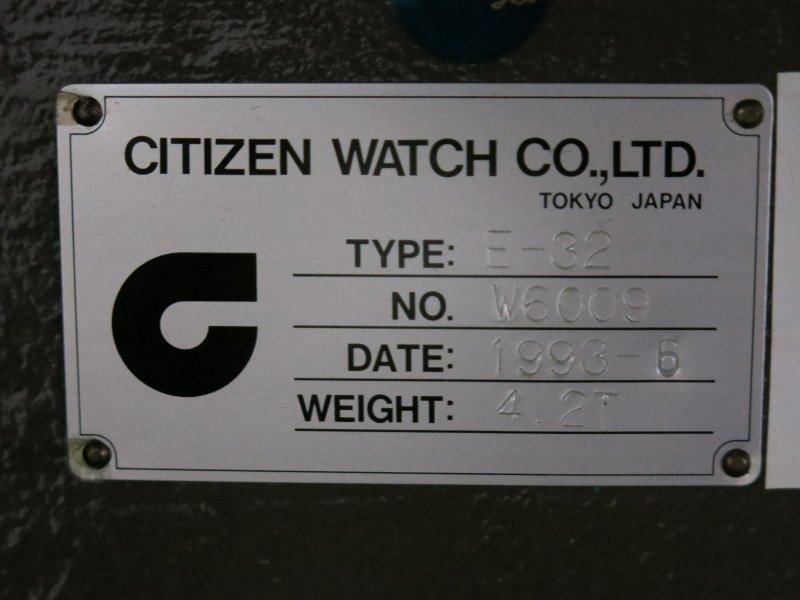 CITIZEN WATCH CO.,LTD.
TOKYO JAPAN
TYPE: E-32
NO. W6009
DATE: 1993-6
WEIGHT: 4.2T